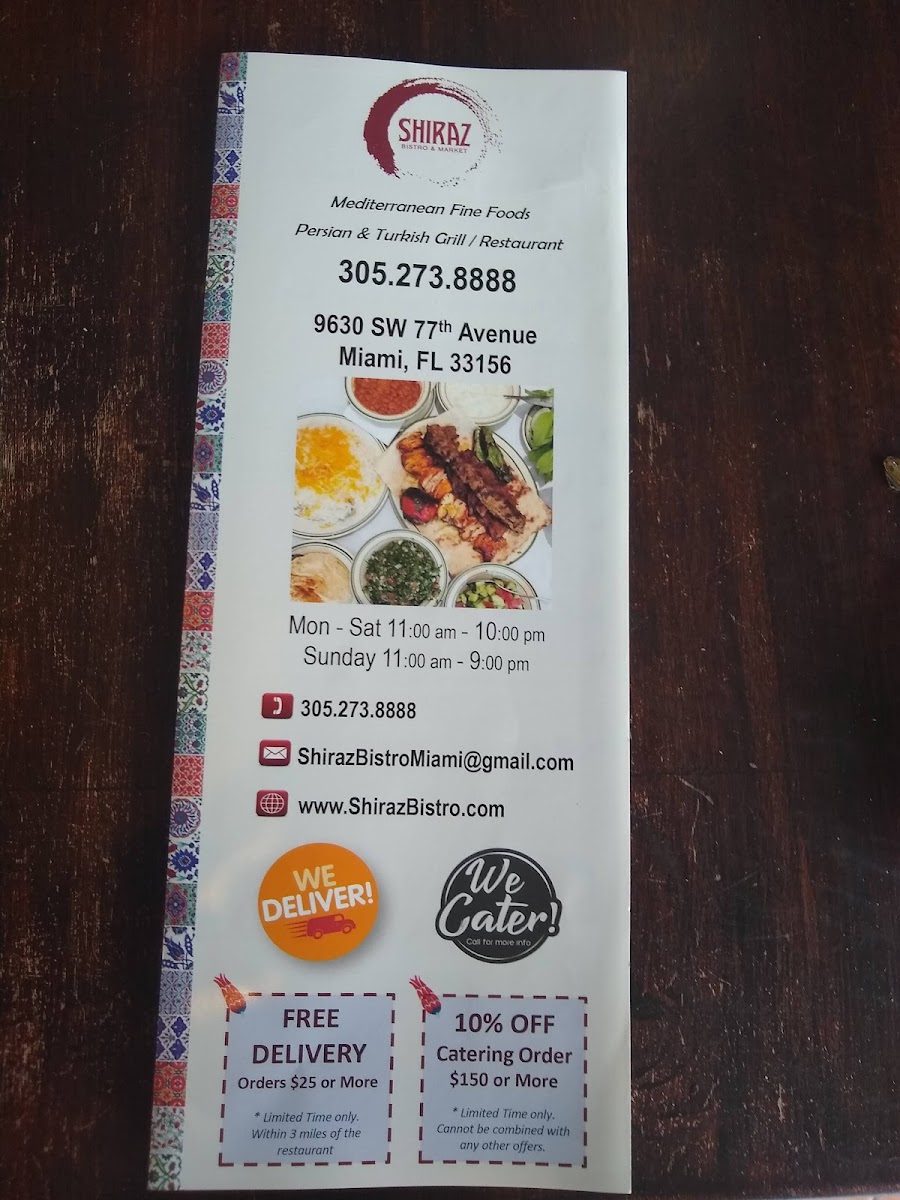 SHIRAZ
BISTRO & MARKET
Mediterranean Fine Foods
Persian & Turkish Grill / Restaurant
305.273.8888
9630 SW 77th Avenue
Miami, FL 33156
Mon - Sat 11:00 am - 10:00 pm
Sunday 11:00 am - 9:00 pm
305.273.8888
ShirazBistroMiami@gmail.com
www.ShirazBistro.com
WE
DELIVER!
We
Cater!
Call for more info
FREE
DELIVERY
Orders $25 or More
* Limited Time only.
Within 3 miles of the
restaurant
10% OFF
Catering Order
$150 or More
* Limited Time only.
Cannot be combined with
any other offers.